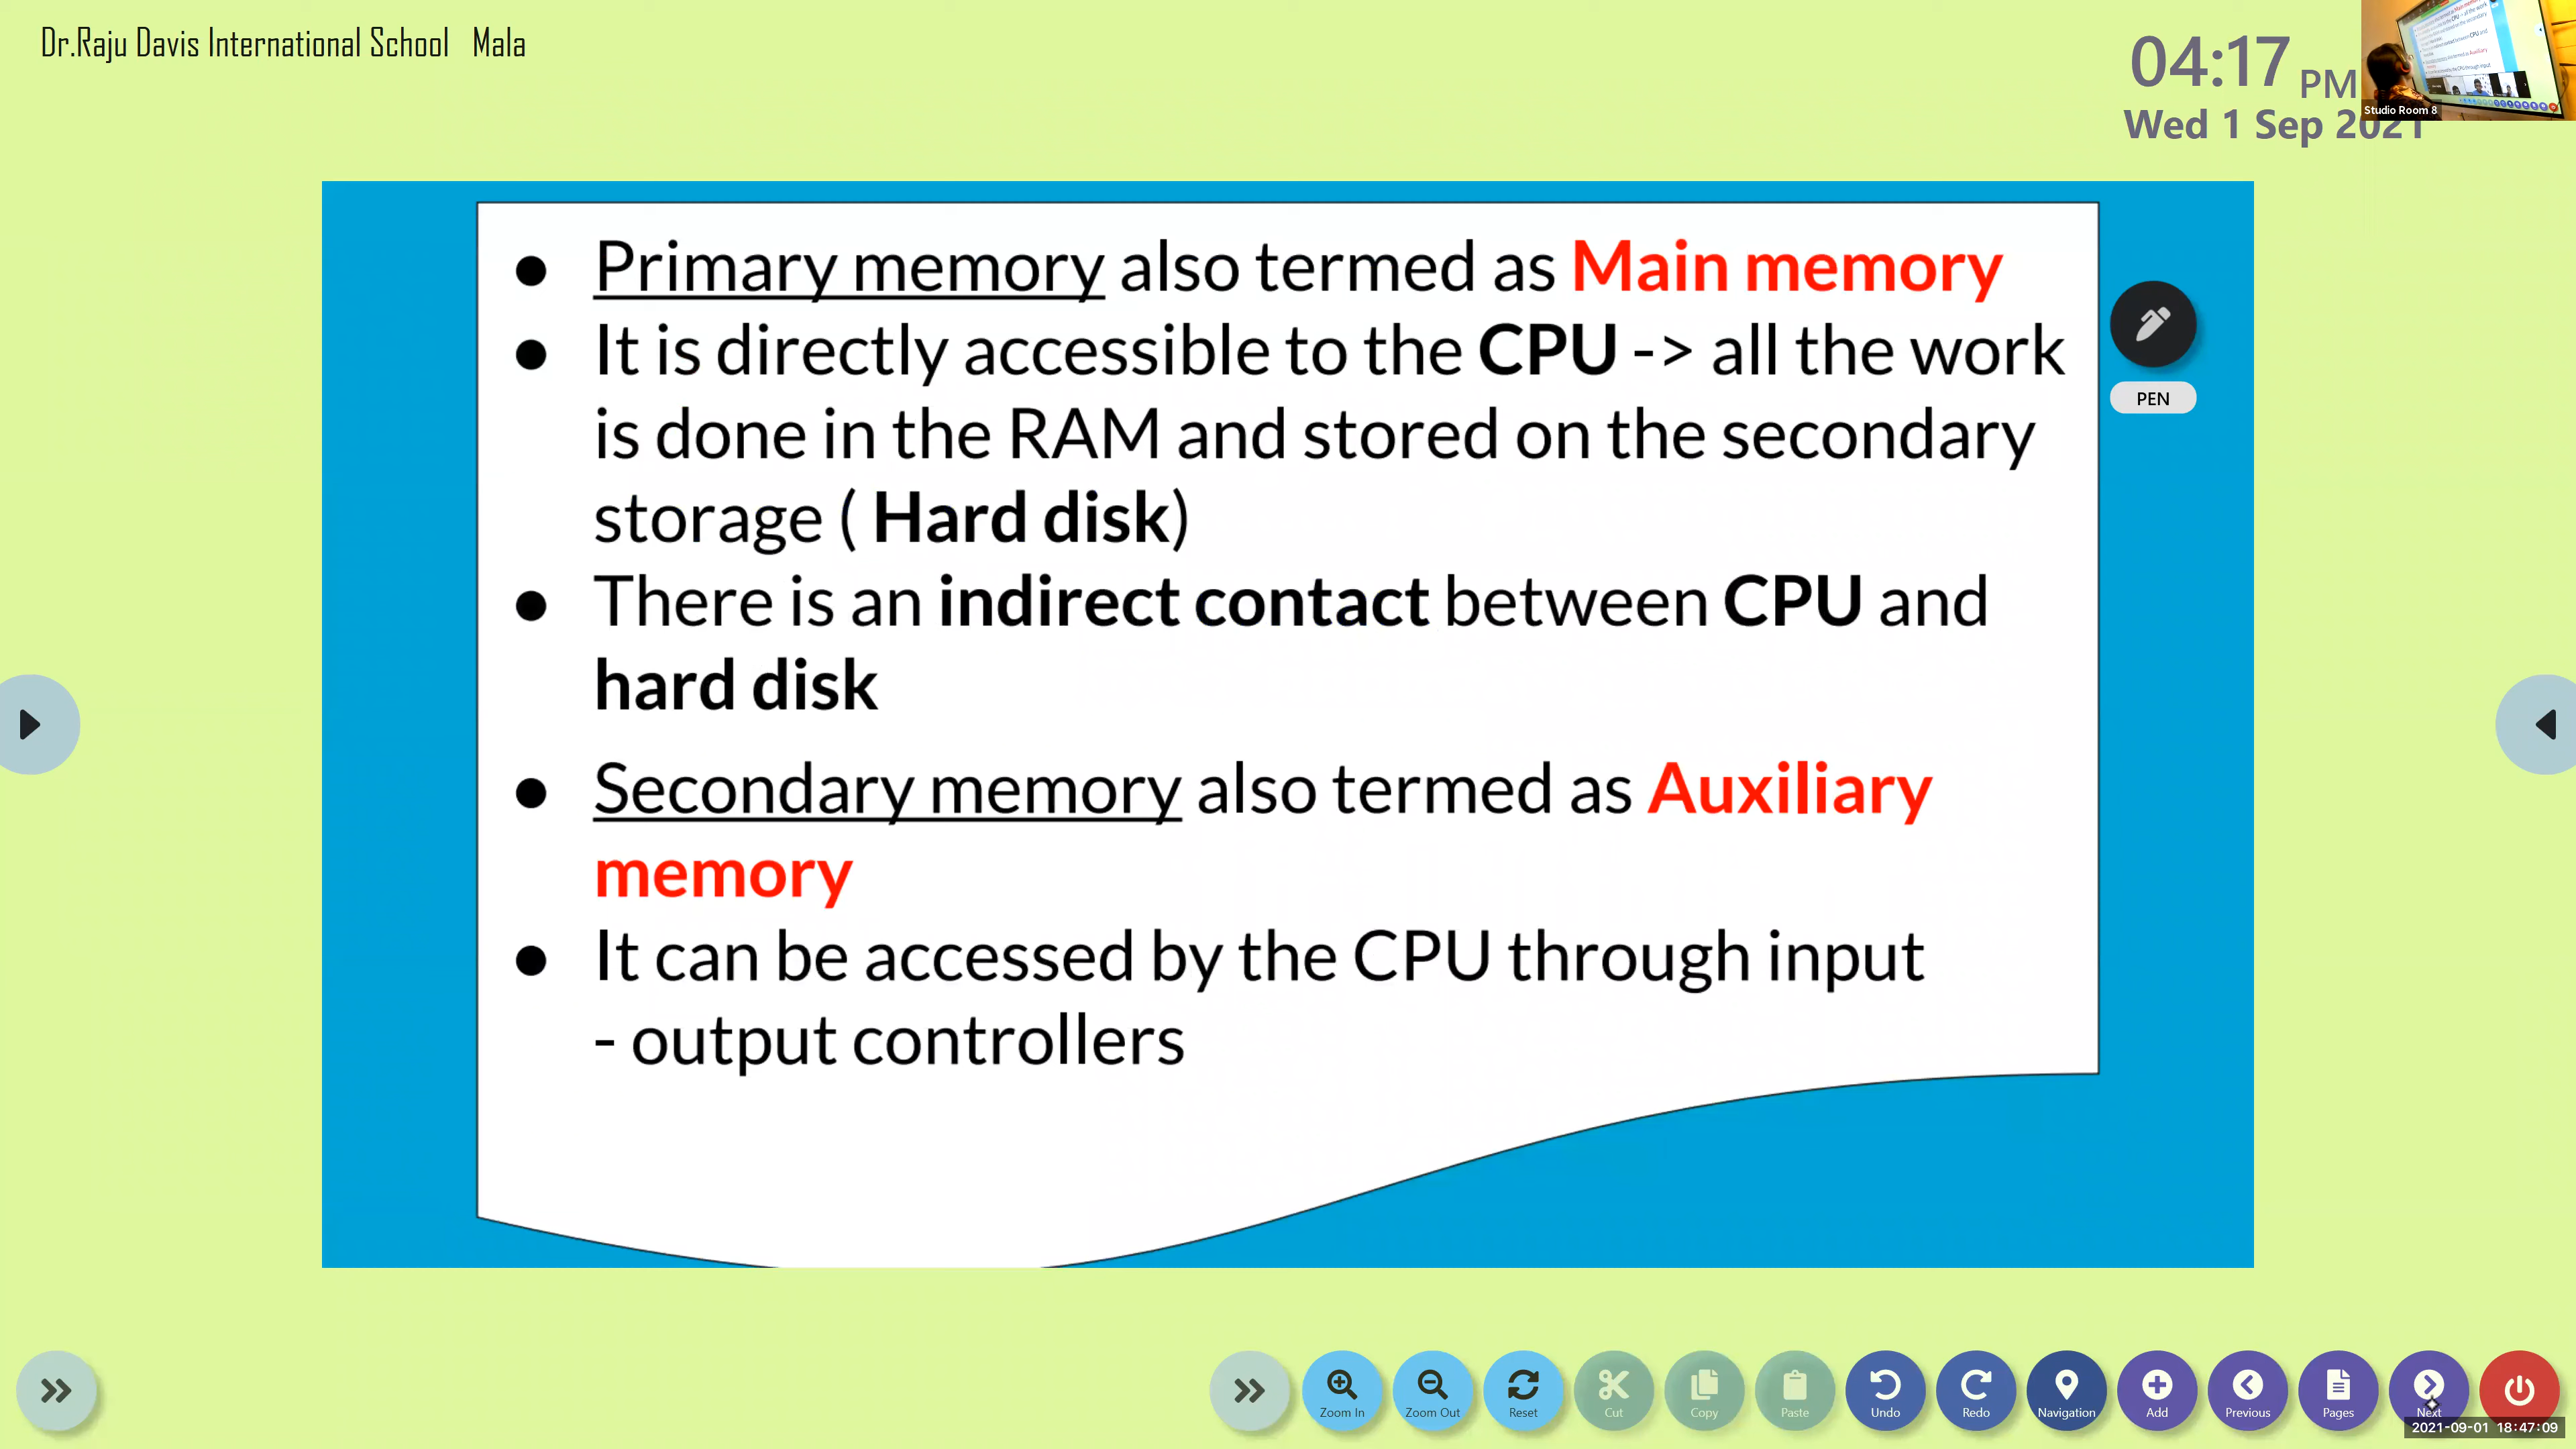 Dr.Raju Davis International School Mala
04:17 PM
Wed 1 Sep 2021
Studio Room 8
● Primary memory also termed as Main memory
● It is directly accessible to the CPU -> all the work
is done in the RAM and stored on the secondary
storage ( Hard disk)
● There is an indirect contact between CPU and
hard disk
● Secondary memory also termed as Auxiliary
memory
● It can be accessed by the CPU through input
- output controllers
PEN
Zoom In Zoom Out Reset Cut Copy Paste Undo Redo Navigation Add Previous Pages Next
2021-09-01 18:47:09